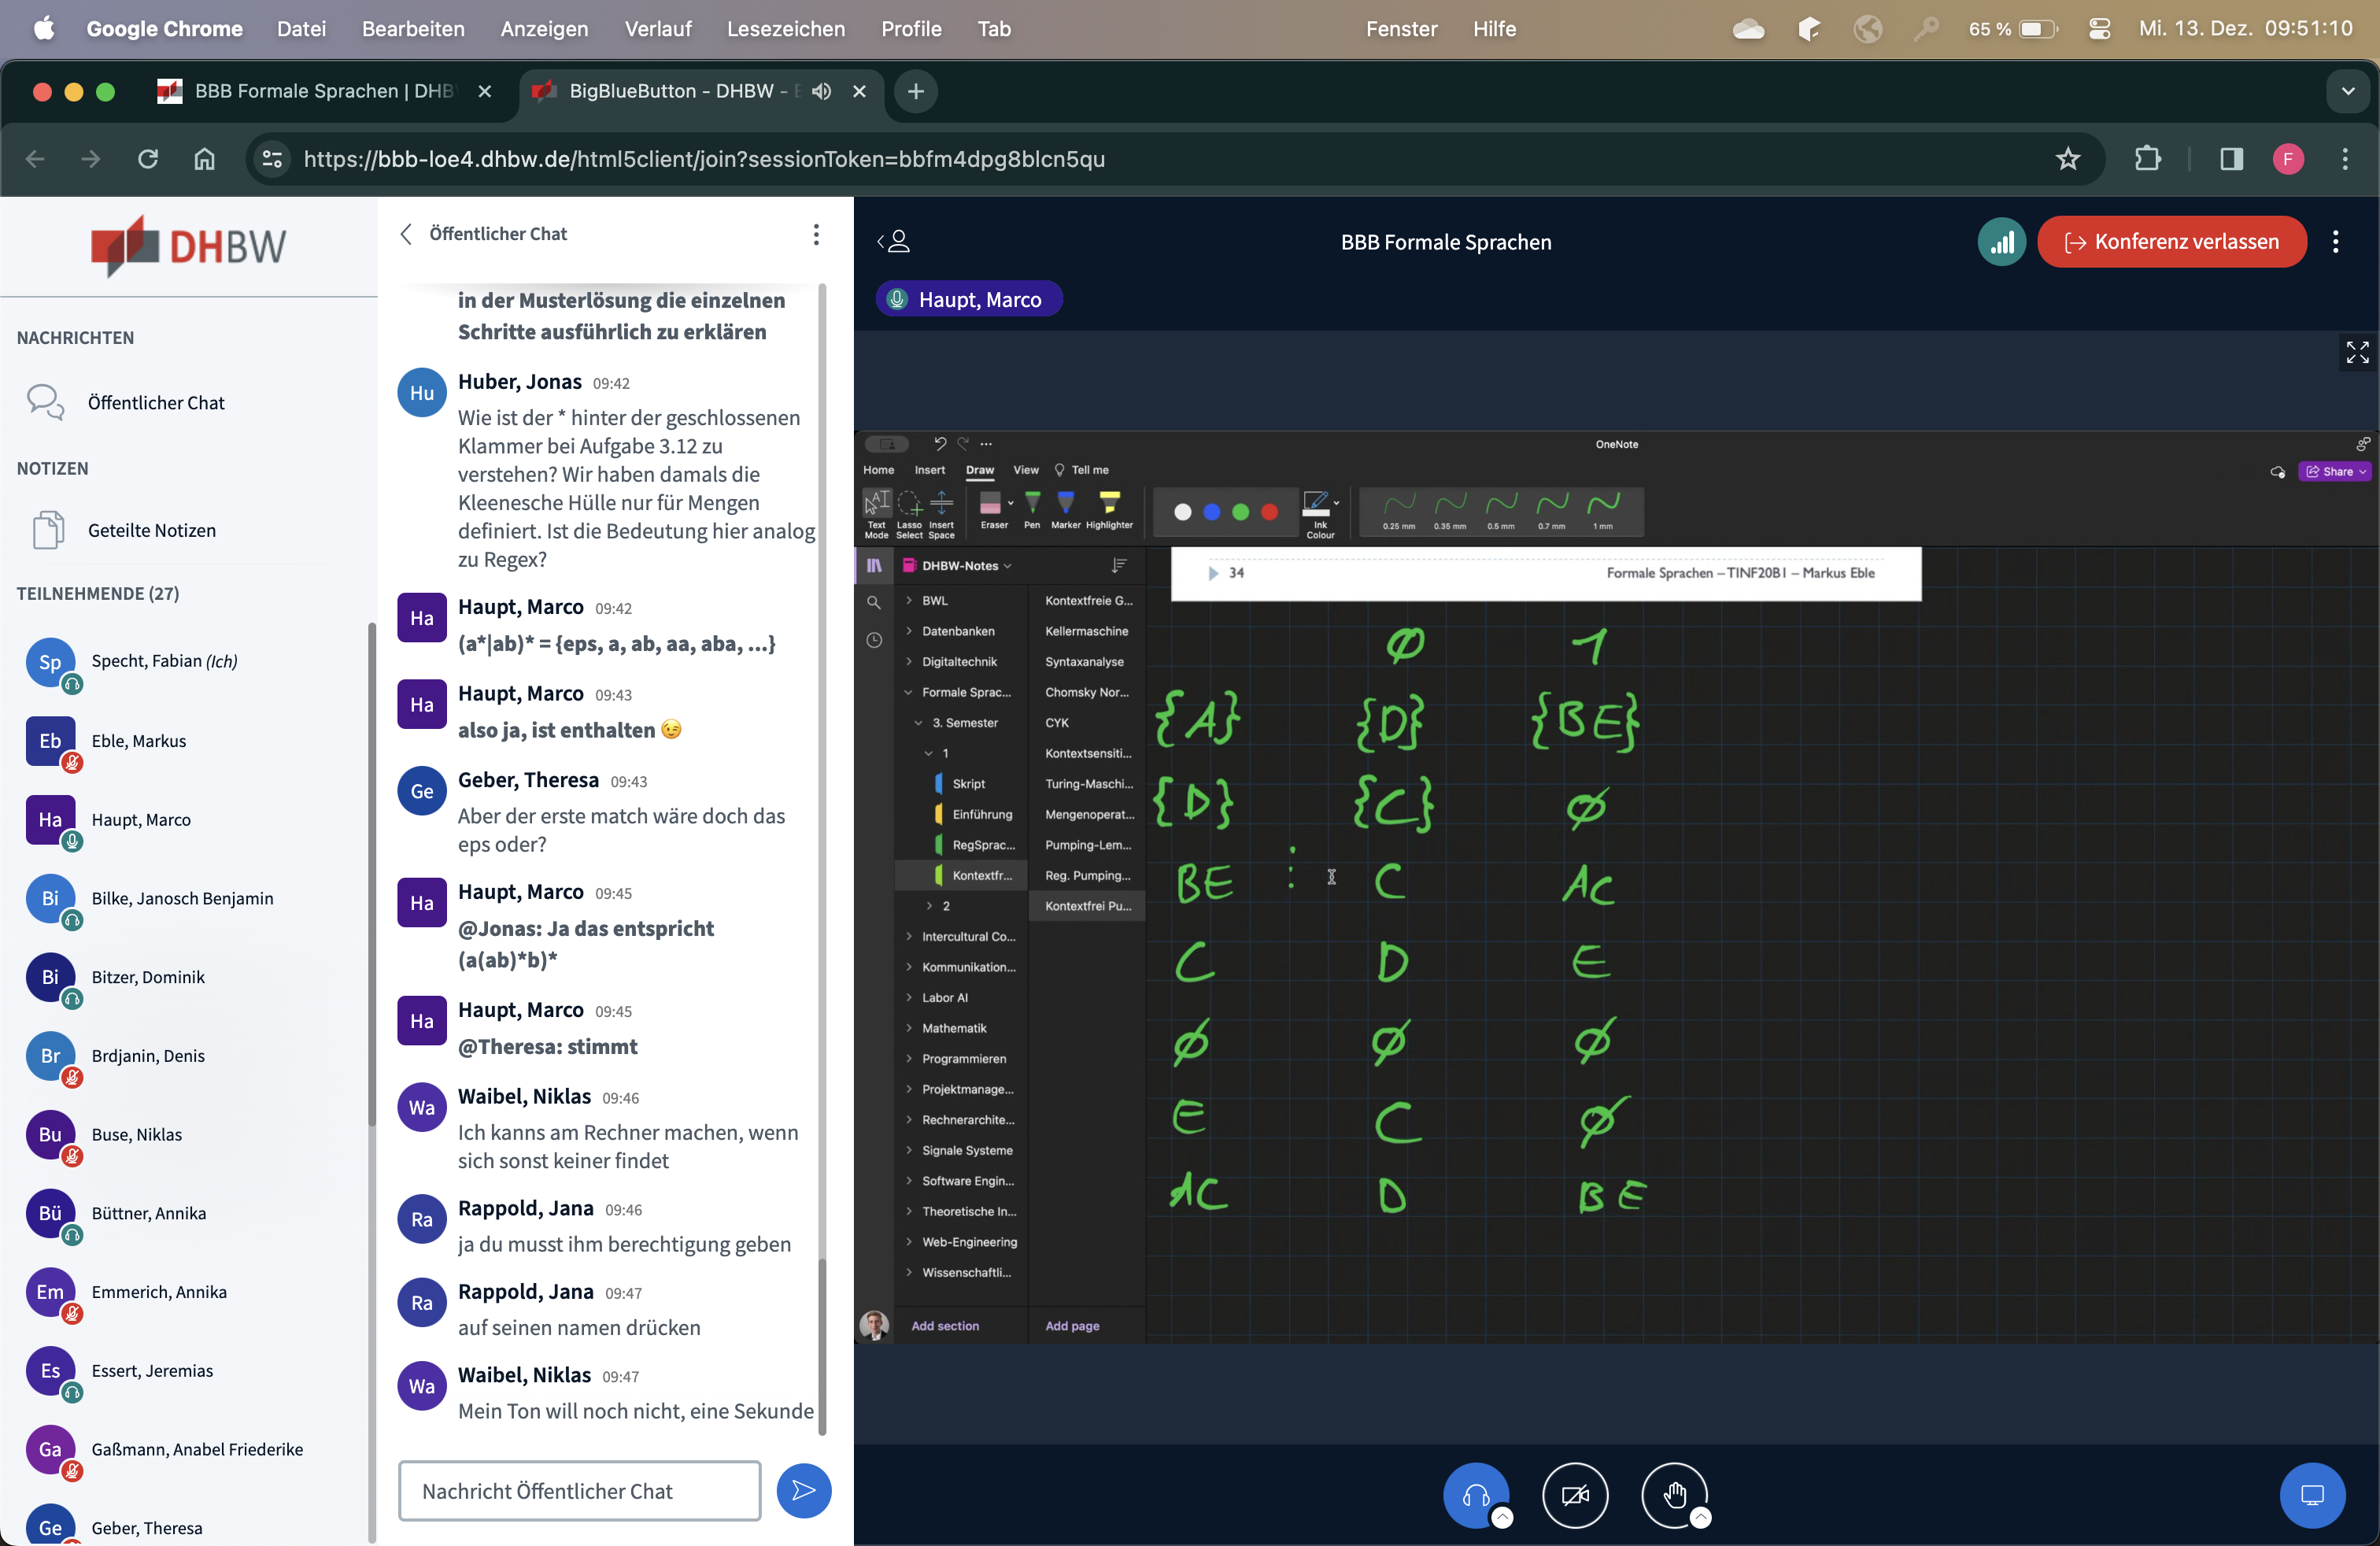 Google Chrome Datei Bearbeiten Anzeigen Verlauf Lesezeichen Profile Tab Fenster Hilfe 65 % Mi. 13. Dez. 09:51:10
BBB Formale Sprachen | DHB
BigBlueButton - DHBW -
https://bbb-loe4.dhbw.de/html5client/join?sessionToken=bbfm4dpg8blcn5qu
F
DHBW
NACHRICHTEN
Öffentlicher Chat
NOTIZEN
Geteilte Notizen
TEILNEHMENDE (27)
Sp Specht, Fabian (Ich)
Eb Eble, Markus
Ha Haupt, Marco
Bi Bilke, Janosch Benjamin
Bi Bitzer, Dominik
Br Brdjanin, Denis
Bu Buse, Niklas
Bü Büttner, Annika
Em Emmerich, Annika
Es Essert, Jeremias
Ga Gaßmann, Anabel Friederike
Ge Geber, Theresa
Öffentlicher Chat
in der Musterlösung die einzelnen
Schritte ausführlich zu erklären
Hu Huber, Jonas 09:42
Wie ist der * hinter der geschlossenen
Klammer bei Aufgabe 3.12 zu
verstehen? Wir haben damals die
Kleenesche Hülle nur für Mengen
definiert. Ist die Bedeutung hier analog
zu Regex?
Ha Haupt, Marco 09:42
(a*|ab)* = {eps, a, ab, aa, aba, ...}
Ha Haupt, Marco 09:43
also ja, ist enthalten 😉
Ge Geber, Theresa 09:43
Aber der erste match wäre doch das
eps oder?
Ha Haupt, Marco 09:45
@Jonas: Ja das entspricht
(a(ab)*b)*
Ha Haupt, Marco 09:45
@Theresa: stimmt
Wa Waibel, Niklas 09:46
Ich kanns am Rechner machen, wenn
sich sonst keiner findet
Ra Rappold, Jana 09:46
ja du musst ihm berechtigung geben
Ra Rappold, Jana 09:47
auf seinen namen drücken
Wa Waibel, Niklas 09:47
Mein Ton will noch nicht, eine Sekunde
Nachricht Öffentlicher Chat
BBB Formale Sprachen
Konferenz verlassen
Haupt, Marco
OneNote
Home Insert Draw View Tell me
Share
Text Mode
Lasso Select
Insert Space
Eraser
Pen
Marker
Highlighter
Ink Colour
0.25 mm 0.35 mm 0.5 mm 0.7 mm 1 mm
DHBW-Notes
BWL
Datenbanken
Digitaltechnik
Formale Sprac...
3. Semester
1
Skript
Einführung
RegSprac...
Kontextfr...
2
Intercultural Co...
Kommunikation...
Labor AI
Mathematik
Programmieren
Projektmanage...
Rechnerarchite...
Signale Systeme
Software Engin...
Theoretische In...
Web-Engineering
Wissenschaftli...
Add section
Kontextfreie G...
Kellermaschine
Syntaxanalyse
Chomsky Nor...
CYK
Kontextsensiti...
Turing-Maschi...
Mengenoperat...
Pumping-Lem...
Reg. Pumping...
Kontextfrei Pu...
Add page
34 Formale Sprachen – TINF20B1 – Markus Eble
0 1
{A} {D} {BE}
{D} {C} ∅
BE : C AC
C D E
∅ ∅ ∅
E C ∅
AC D BE